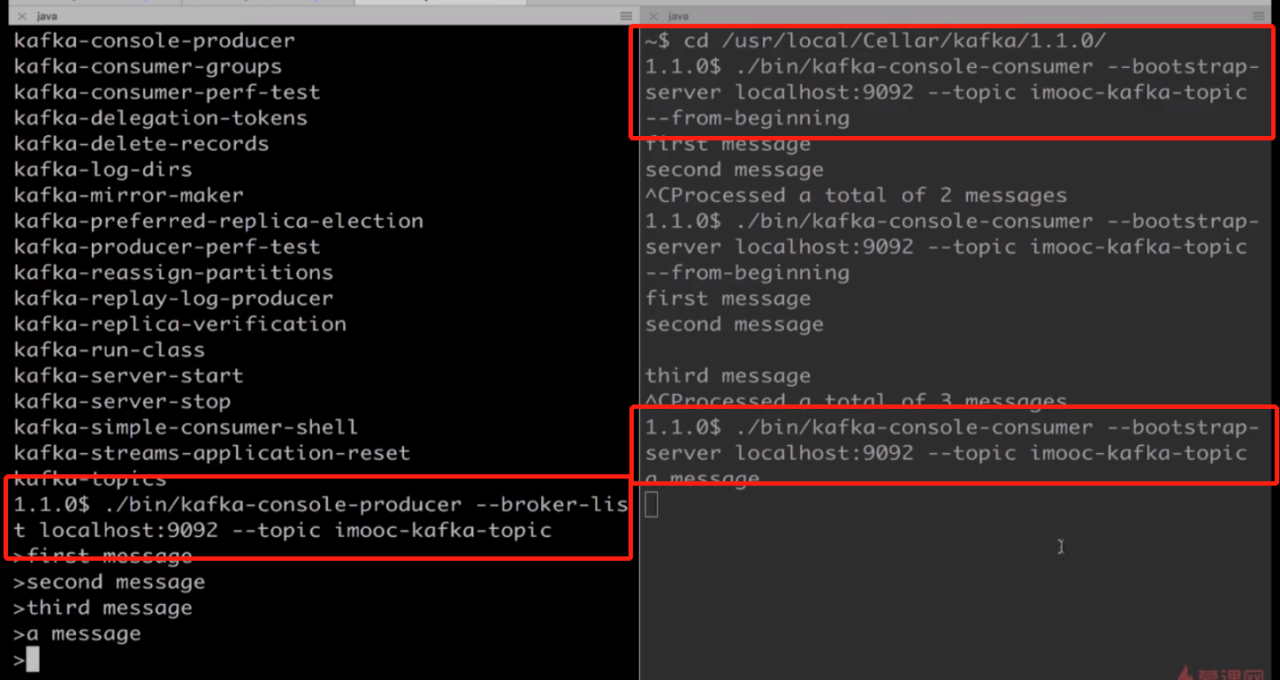 java
kafka-console-producer
kafka-consumer-groups
kafka-consumer-perf-test
kafka-delegation-tokens
kafka-delete-records
kafka-log-dirs
kafka-mirror-maker
kafka-preferred-replica-election
kafka-producer-perf-test
kafka-reassign-partitions
kafka-replay-log-producer
kafka-replica-verification
kafka-run-class
kafka-server-start
kafka-server-stop
kafka-simple-consumer-shell
kafka-streams-application-reset
kafka-topics
1.1.0$ ./bin/kafka-console-producer --broker-lis
t localhost:9092 --topic imooc-kafka-topic
>first message
>second message
>third message
>a message
>
java
~$ cd /usr/local/Cellar/kafka/1.1.0/
1.1.0$ ./bin/kafka-console-consumer --bootstrap-
server localhost:9092 --topic imooc-kafka-topic
--from-beginning
first message
second message
^CProcessed a total of 2 messages
1.1.0$ ./bin/kafka-console-consumer --bootstrap-
server localhost:9092 --topic imooc-kafka-topic
--from-beginning
first message
second message
third message
^CProcessed a total of 3 messages
1.1.0$ ./bin/kafka-console-consumer --bootstrap-
server localhost:9092 --topic imooc-kafka-topic
a message